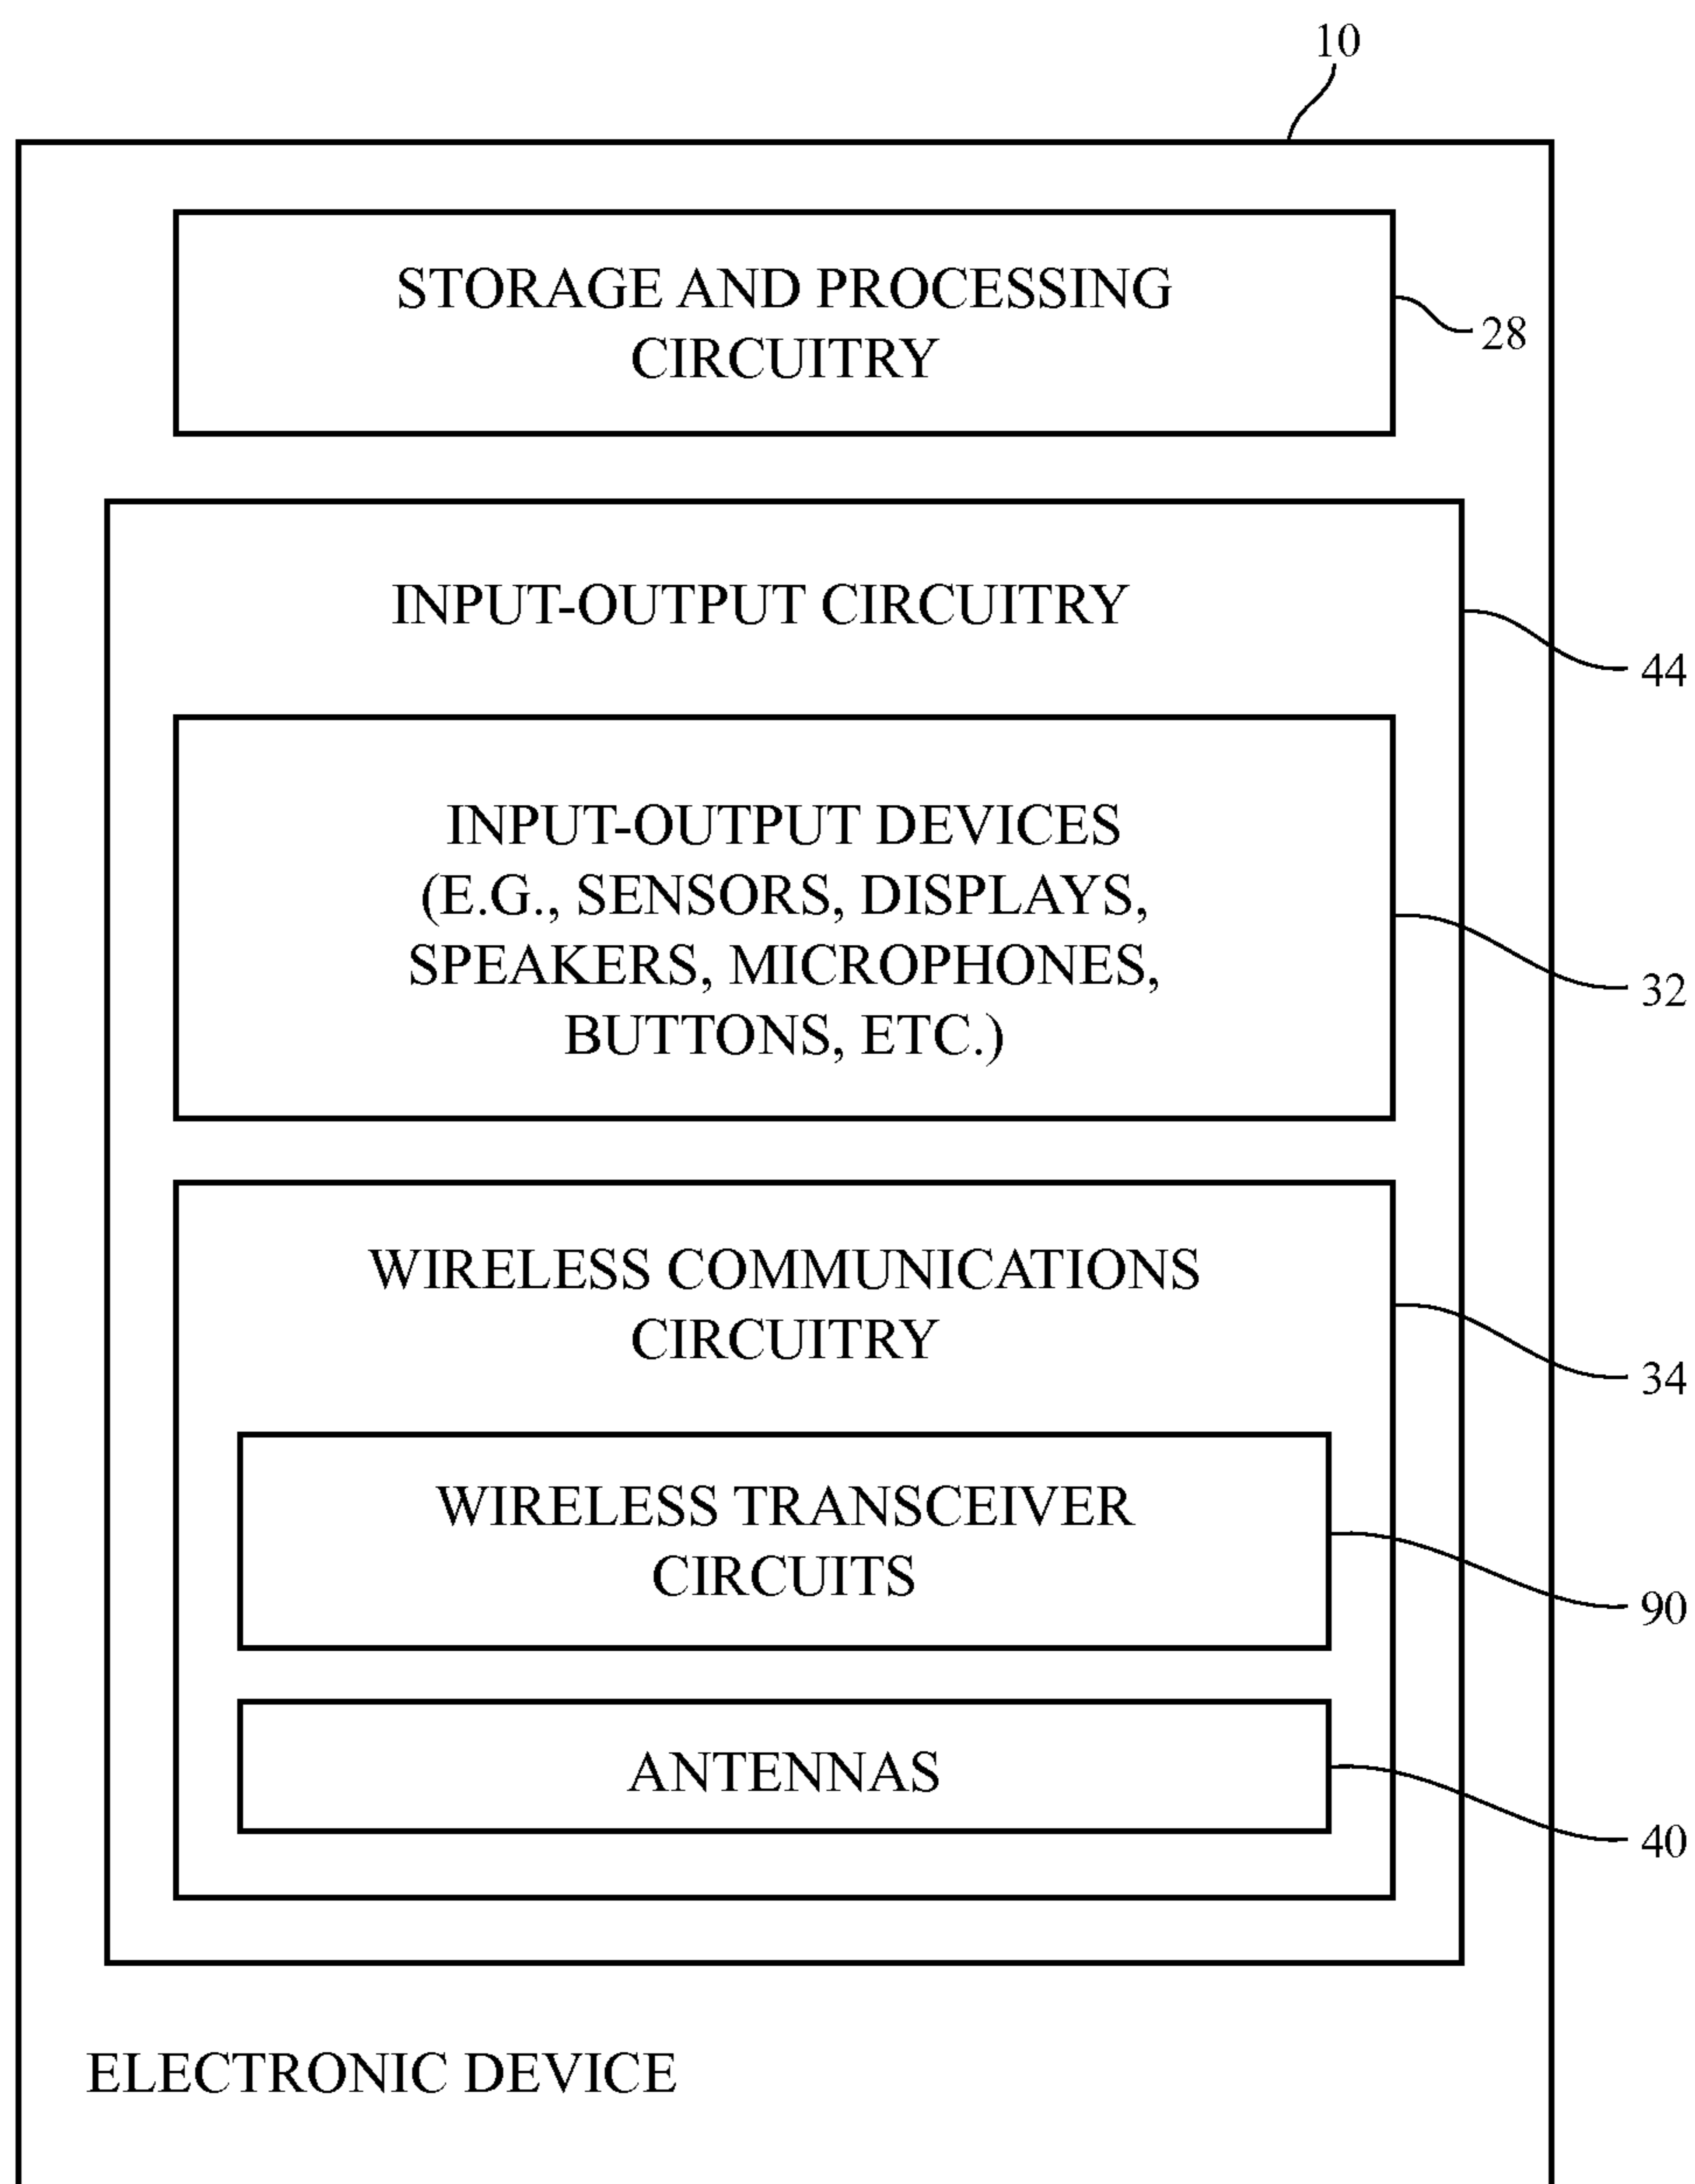 10
STORAGE AND PROCESSING
CIRCUITRY
28
INPUT-OUTPUT CIRCUITRY
44
INPUT-OUTPUT DEVICES
(E.G., SENSORS, DISPLAYS,
SPEAKERS, MICROPHONES,
BUTTONS, ETC.)
32
WIRELESS COMMUNICATIONS
CIRCUITRY
34
WIRELESS TRANSCEIVER
CIRCUITS
90
ANTENNAS
40
ELECTRONIC DEVICE